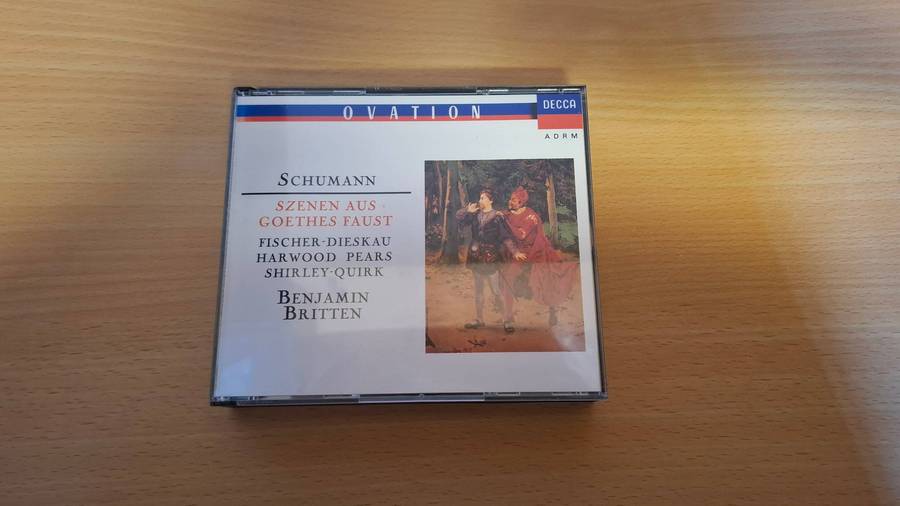 OVATION
DECCA
ADRM
SCHUMANN
SZENEN AUS
GOETHES FAUST
FISCHER-DIESKAU
HARWOOD PEARS
SHIRLEY-QUIRK
BENJAMIN
BRITTEN